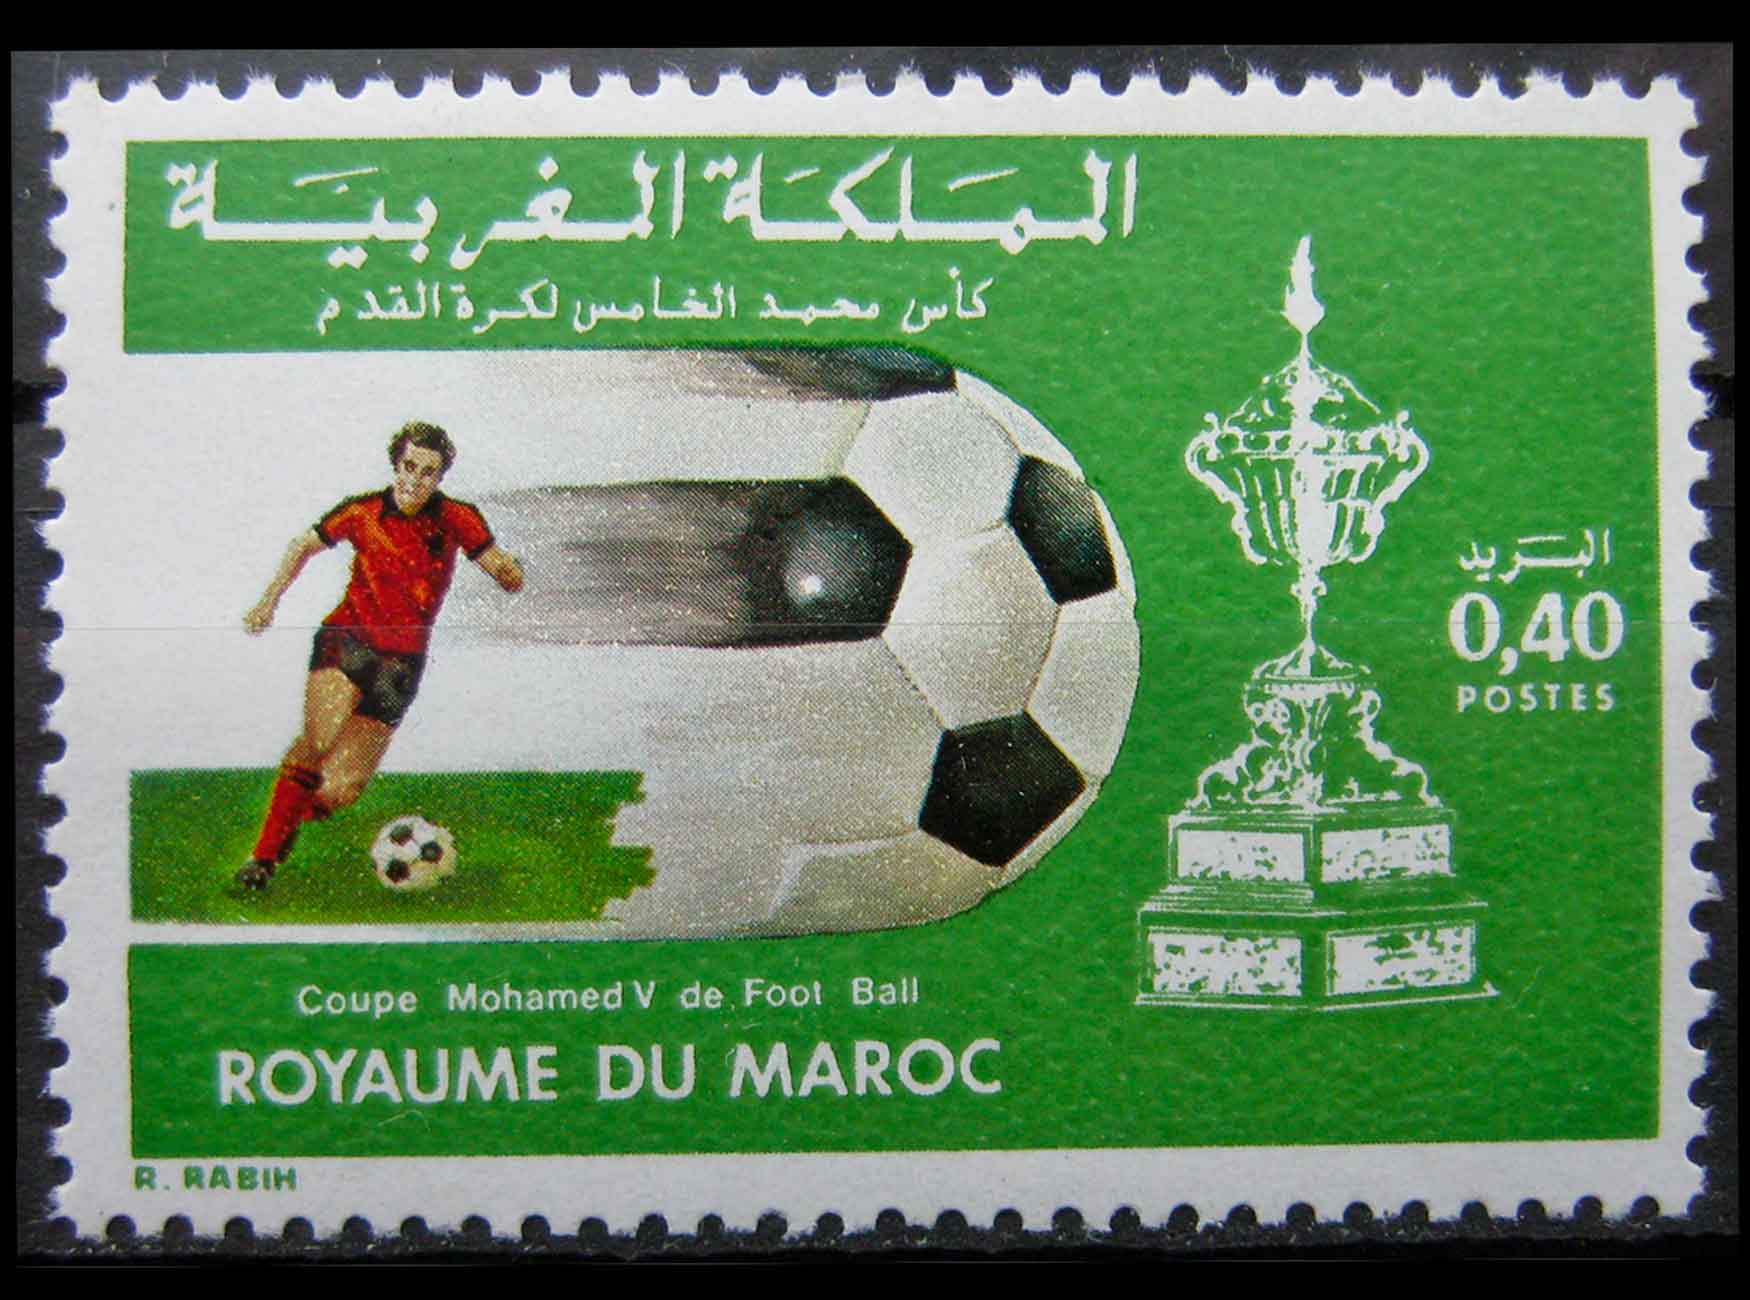 المملكة المغربية
كأس محمد الخامس لكرة القدم
البريد
0,40
POSTES
Coupe Mohamed V de Foot Ball
ROYAUME DU MAROC
R. RABIH